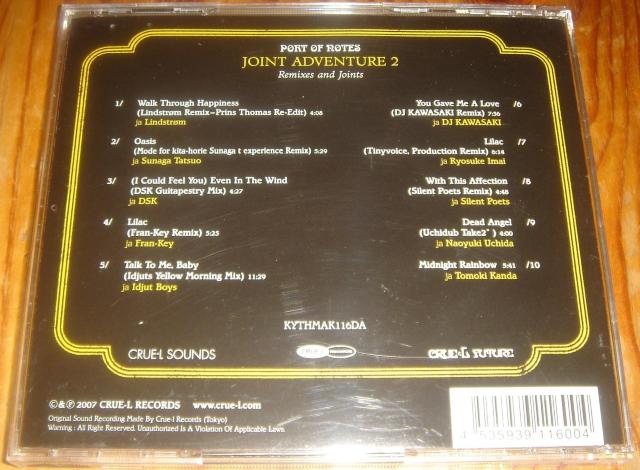 PORT OF NOTES
JOINT ADVENTURE 2
Remixes and Joints
1/ Walk Through Happiness
(Lindstrøm Remix-Prins Thomas Re-Edit) 4:08
ja Lindstrøm
2/ Oasis
(Mode for kita-horie Sunaga t experience Remix) 5:29
ja Sunaga Tatsuo
3/ (I Could Feel You) Even In The Wind
(DSK Guitapestry Mix) 4:27
ja DSK
4/ Lilac
(Fran-Key Remix) 5:25
ja Fran-Key
5/ Talk To Me, Baby
(Idjuts Yellow Morning Mix) 11:29
ja Idjut Boys
You Gave Me A Love /6
(DJ KAWASAKI Remix) 7:56
ja DJ KAWASAKI
Lilac /7
(Tinyvoice, Production Remix) 6:14
ja Ryosuke Imai
With This Affection /8
(Silent Poets Remix) 4:48
ja Silent Poets
Dead Angel /9
(Uchidub Take2") 4:00
ja Naoyuki Uchida
Midnight Rainbow 5:41 /10
ja Tomoki Kanda
KYTHMAK116DA
CRUE-L SOUNDS
CRUE-L FUTURE
©&℗ 2007 CRUE-L RECORDS www.crue-l.com
Original Sound Recording Made By Crue-l Records (Tokyo)
Warning : All Right Reserved. Unauthorized Is A Violation Of Applicable Laws.
4 535939 116004